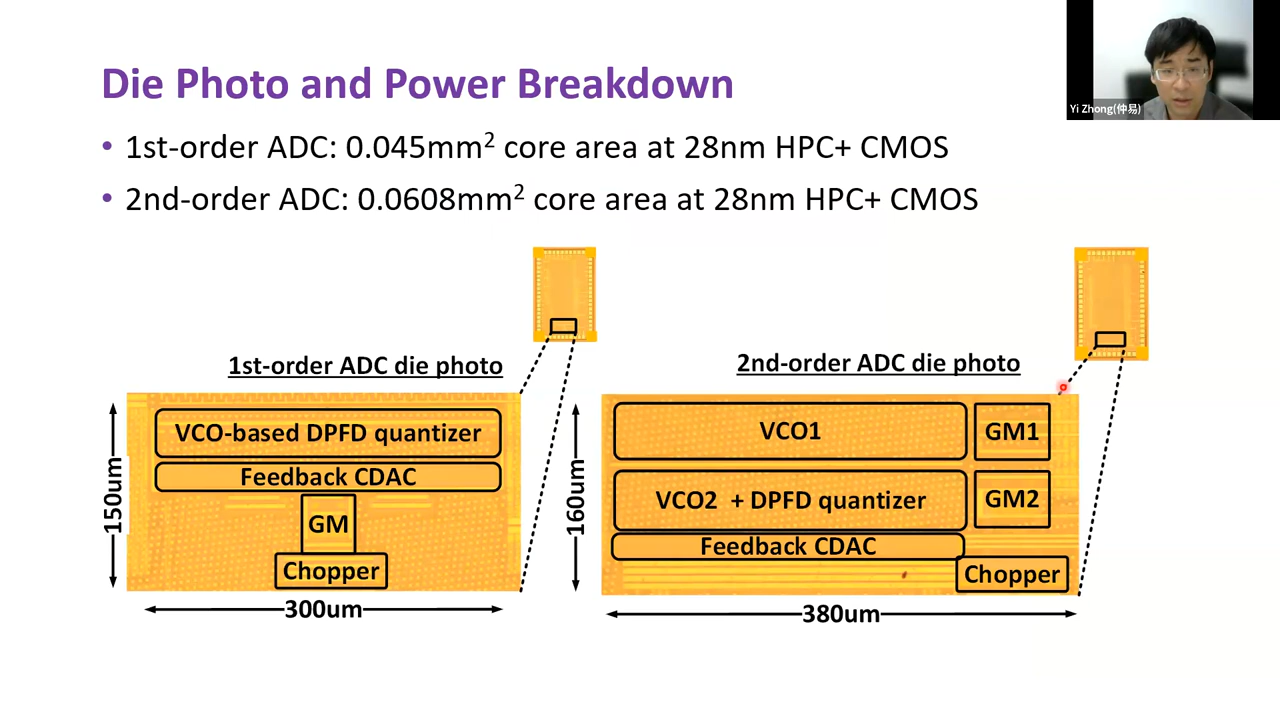 Die Photo and Power Breakdown
Yi Zhong(仲易)
• 1st-order ADC: 0.045mm² core area at 28nm HPC+ CMOS
• 2nd-order ADC: 0.0608mm² core area at 28nm HPC+ CMOS
1st-order ADC die photo
VCO-based DPFD quantizer
Feedback CDAC
GM
Chopper
150um
300um
2nd-order ADC die photo
VCO1
GM1
VCO2 + DPFD quantizer
GM2
Feedback CDAC
Chopper
160um
380um